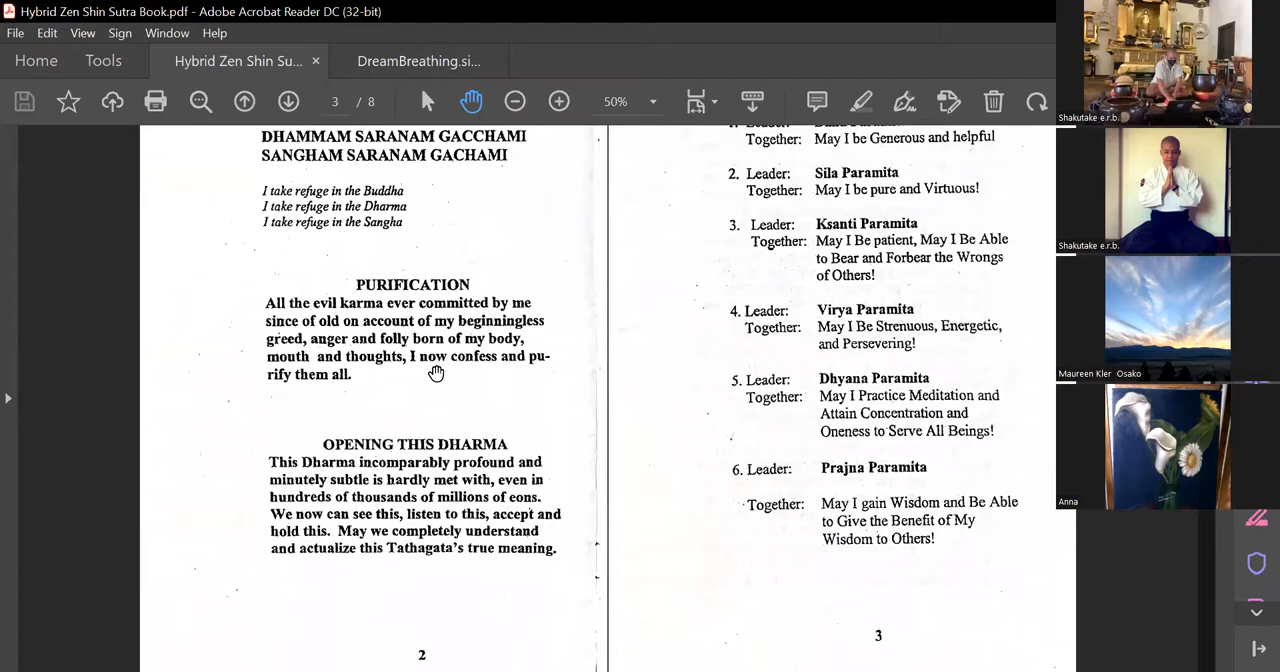 Hybrid Zen Shin Sutra Book.pdf - Adobe Acrobat Reader DC (32-bit)
File Edit View Sign Window Help
Home Tools Hybrid Zen Shin Su... × DreamBreathing.si...
3 / 8 50%
DHAMMAM SARANAM GACCHAMI
SANGHAM SARANAM GACHAMI
I take refuge in the Buddha
I take refuge in the Dharma
I take refuge in the Sangha
PURIFICATION
All the evil karma ever committed by me
since of old on account of my beginningless
greed, anger and folly born of my body,
mouth and thoughts, I now confess and pu-
rify them all.
OPENING THIS DHARMA
This Dharma incomparably profound and
minutely subtle is hardly met with, even in
hundreds of thousands of millions of eons.
We now can see this, listen to this, accept and
hold this. May we completely understand
and actualize this Tathagata's true meaning.
2
Together: May I be Generous and helpful
2. Leader: Sila Paramita
Together: May I be pure and Virtuous!
3. Leader: Ksanti Paramita
Together: May I Be patient, May I Be Able
to Bear and Forbear the Wrongs
of Others!
4. Leader: Virya Paramita
Together: May I Be Strenuous, Energetic,
and Persevering!
5. Leader: Dhyana Paramita
Together: May I Practice Meditation and
Attain Concentration and
Oneness to Serve All Beings!
6. Leader: Prajna Paramita
Together: May I gain Wisdom and Be Able
to Give the Benefit of My
Wisdom to Others!
3
Shakutake e.r.b.
Shakutake e.r.b.
Maureen Kler Osako
Anna